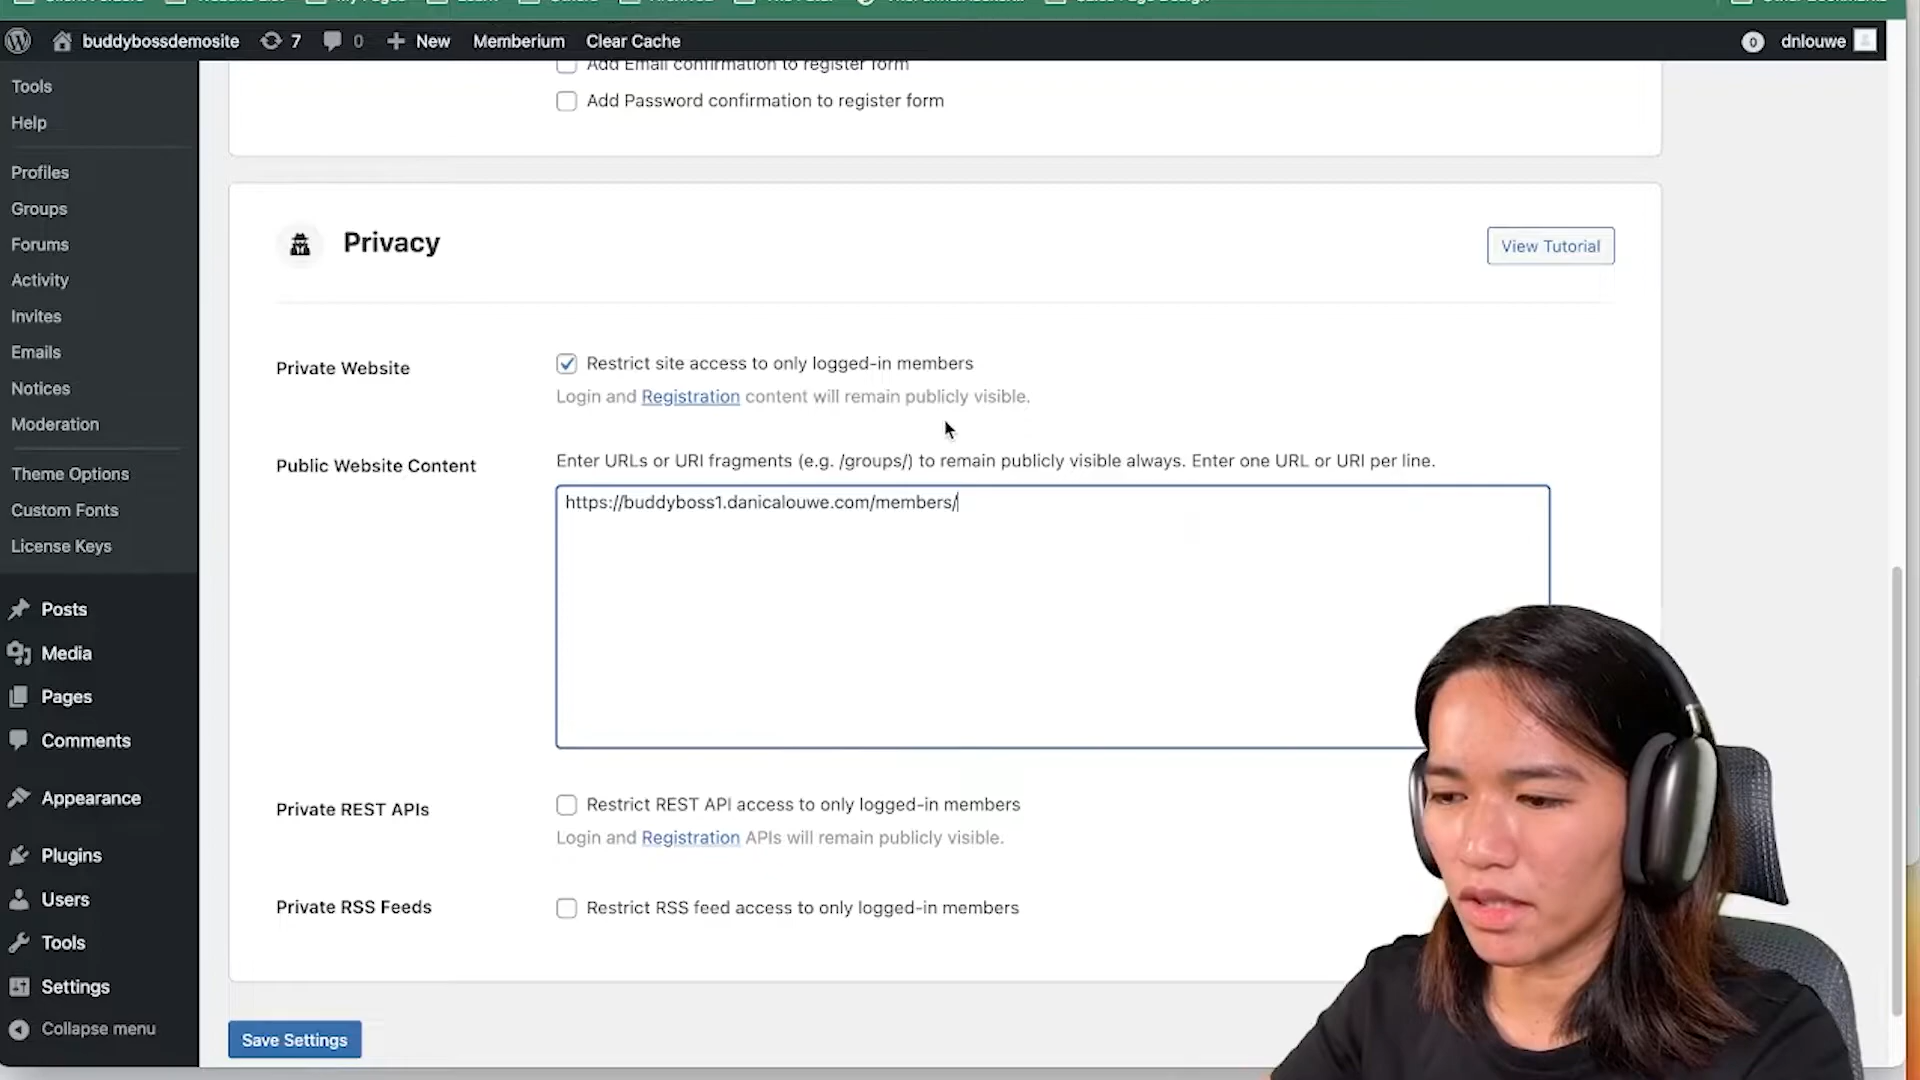 buddybossdemosite 7 0 New Memberium Clear Cache 0 dnlouwe
Tools
Help
Profiles
Groups
Forums
Activity
Invites
Emails
Notices
Moderation
Theme Options
Custom Fonts
License Keys
Posts
Media
Pages
Comments
Appearance
Plugins
Users
Tools
Settings
Collapse menu
Add Email confirmation to register form
Add Password confirmation to register form
Privacy
View Tutorial
Private Website
Restrict site access to only logged-in members
Login and Registration content will remain publicly visible.
Public Website Content
Enter URLs or URI fragments (e.g. /groups/) to remain publicly visible always. Enter one URL or URI per line.
https://buddyboss1.danicalouwe.com/members/
Private REST APIs
Restrict REST API access to only logged-in members
Login and Registration APIs will remain publicly visible.
Private RSS Feeds
Restrict RSS feed access to only logged-in members
Save Settings